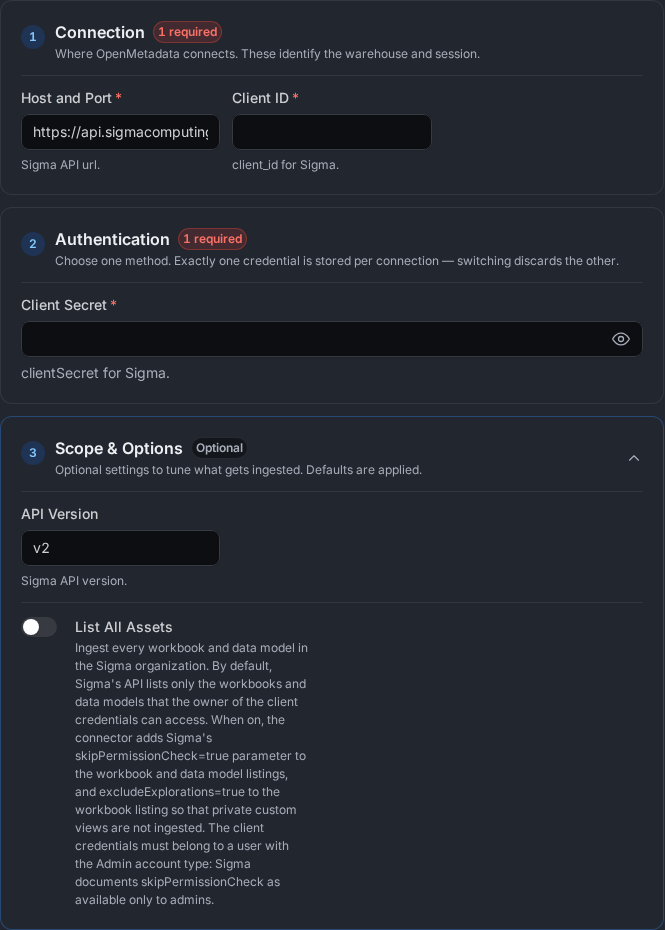 1 Connection 1 required
Where OpenMetadata connects. These identify the warehouse and session.
Host and Port * Client ID *
https://api.sigmacomputing
Sigma API url. client_id for Sigma.
2 Authentication 1 required
Choose one method. Exactly one credential is stored per connection — switching discards the other.
Client Secret *
clientSecret for Sigma.
3 Scope & Options Optional
Optional settings to tune what gets ingested. Defaults are applied.
API Version
v2
Sigma API version.
List All Assets
Ingest every workbook and data model in
the Sigma organization. By default,
Sigma's API lists only the workbooks and
data models that the owner of the client
credentials can access. When on, the
connector adds Sigma's
skipPermissionCheck=true parameter to
the workbook and data model listings,
and excludeExplorations=true to the
workbook listing so that private custom
views are not ingested. The client
credentials must belong to a user with
the Admin account type: Sigma
documents skipPermissionCheck as
available only to admins.